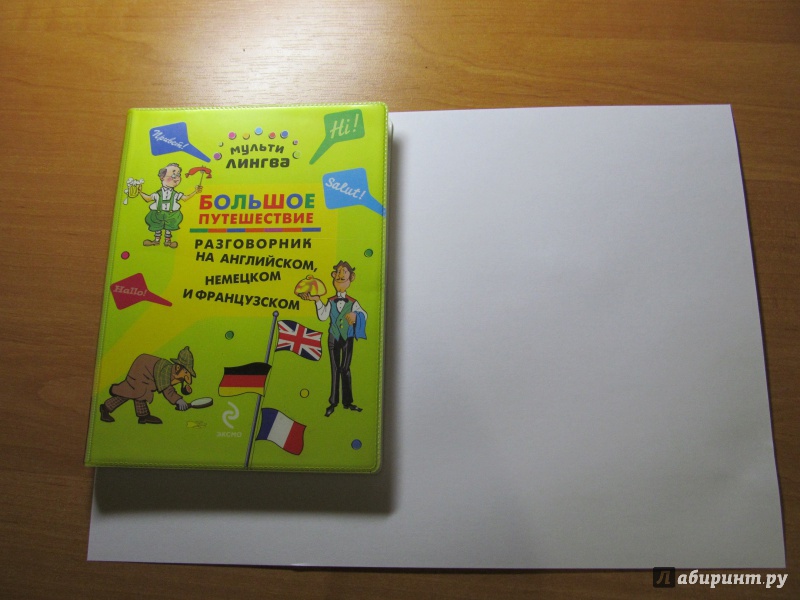 Привет!
Hi!
МУЛЬТИ
ЛИНГВА
Salut!
БОЛЬШОЕ
ПУТЕШЕСТВИЕ
РАЗГОВОРНИК
НА АНГЛИЙСКОМ,
НЕМЕЦКОМ
И ФРАНЦУЗСКОМ
Hallo!
ЭКСМО
Лабиринт.ру